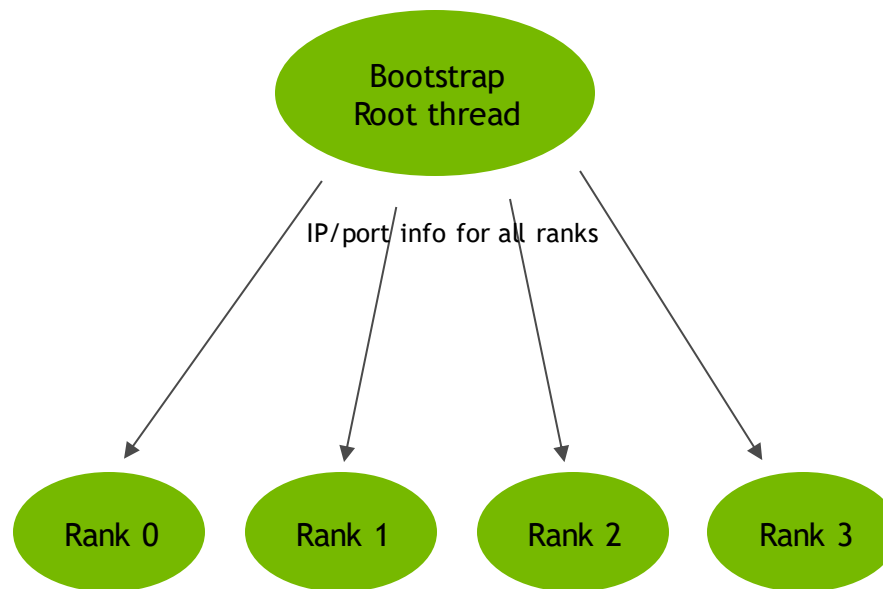 Bootstrap
Root thread
IP/port info for all ranks
Rank 0
Rank 1
Rank 2
Rank 3